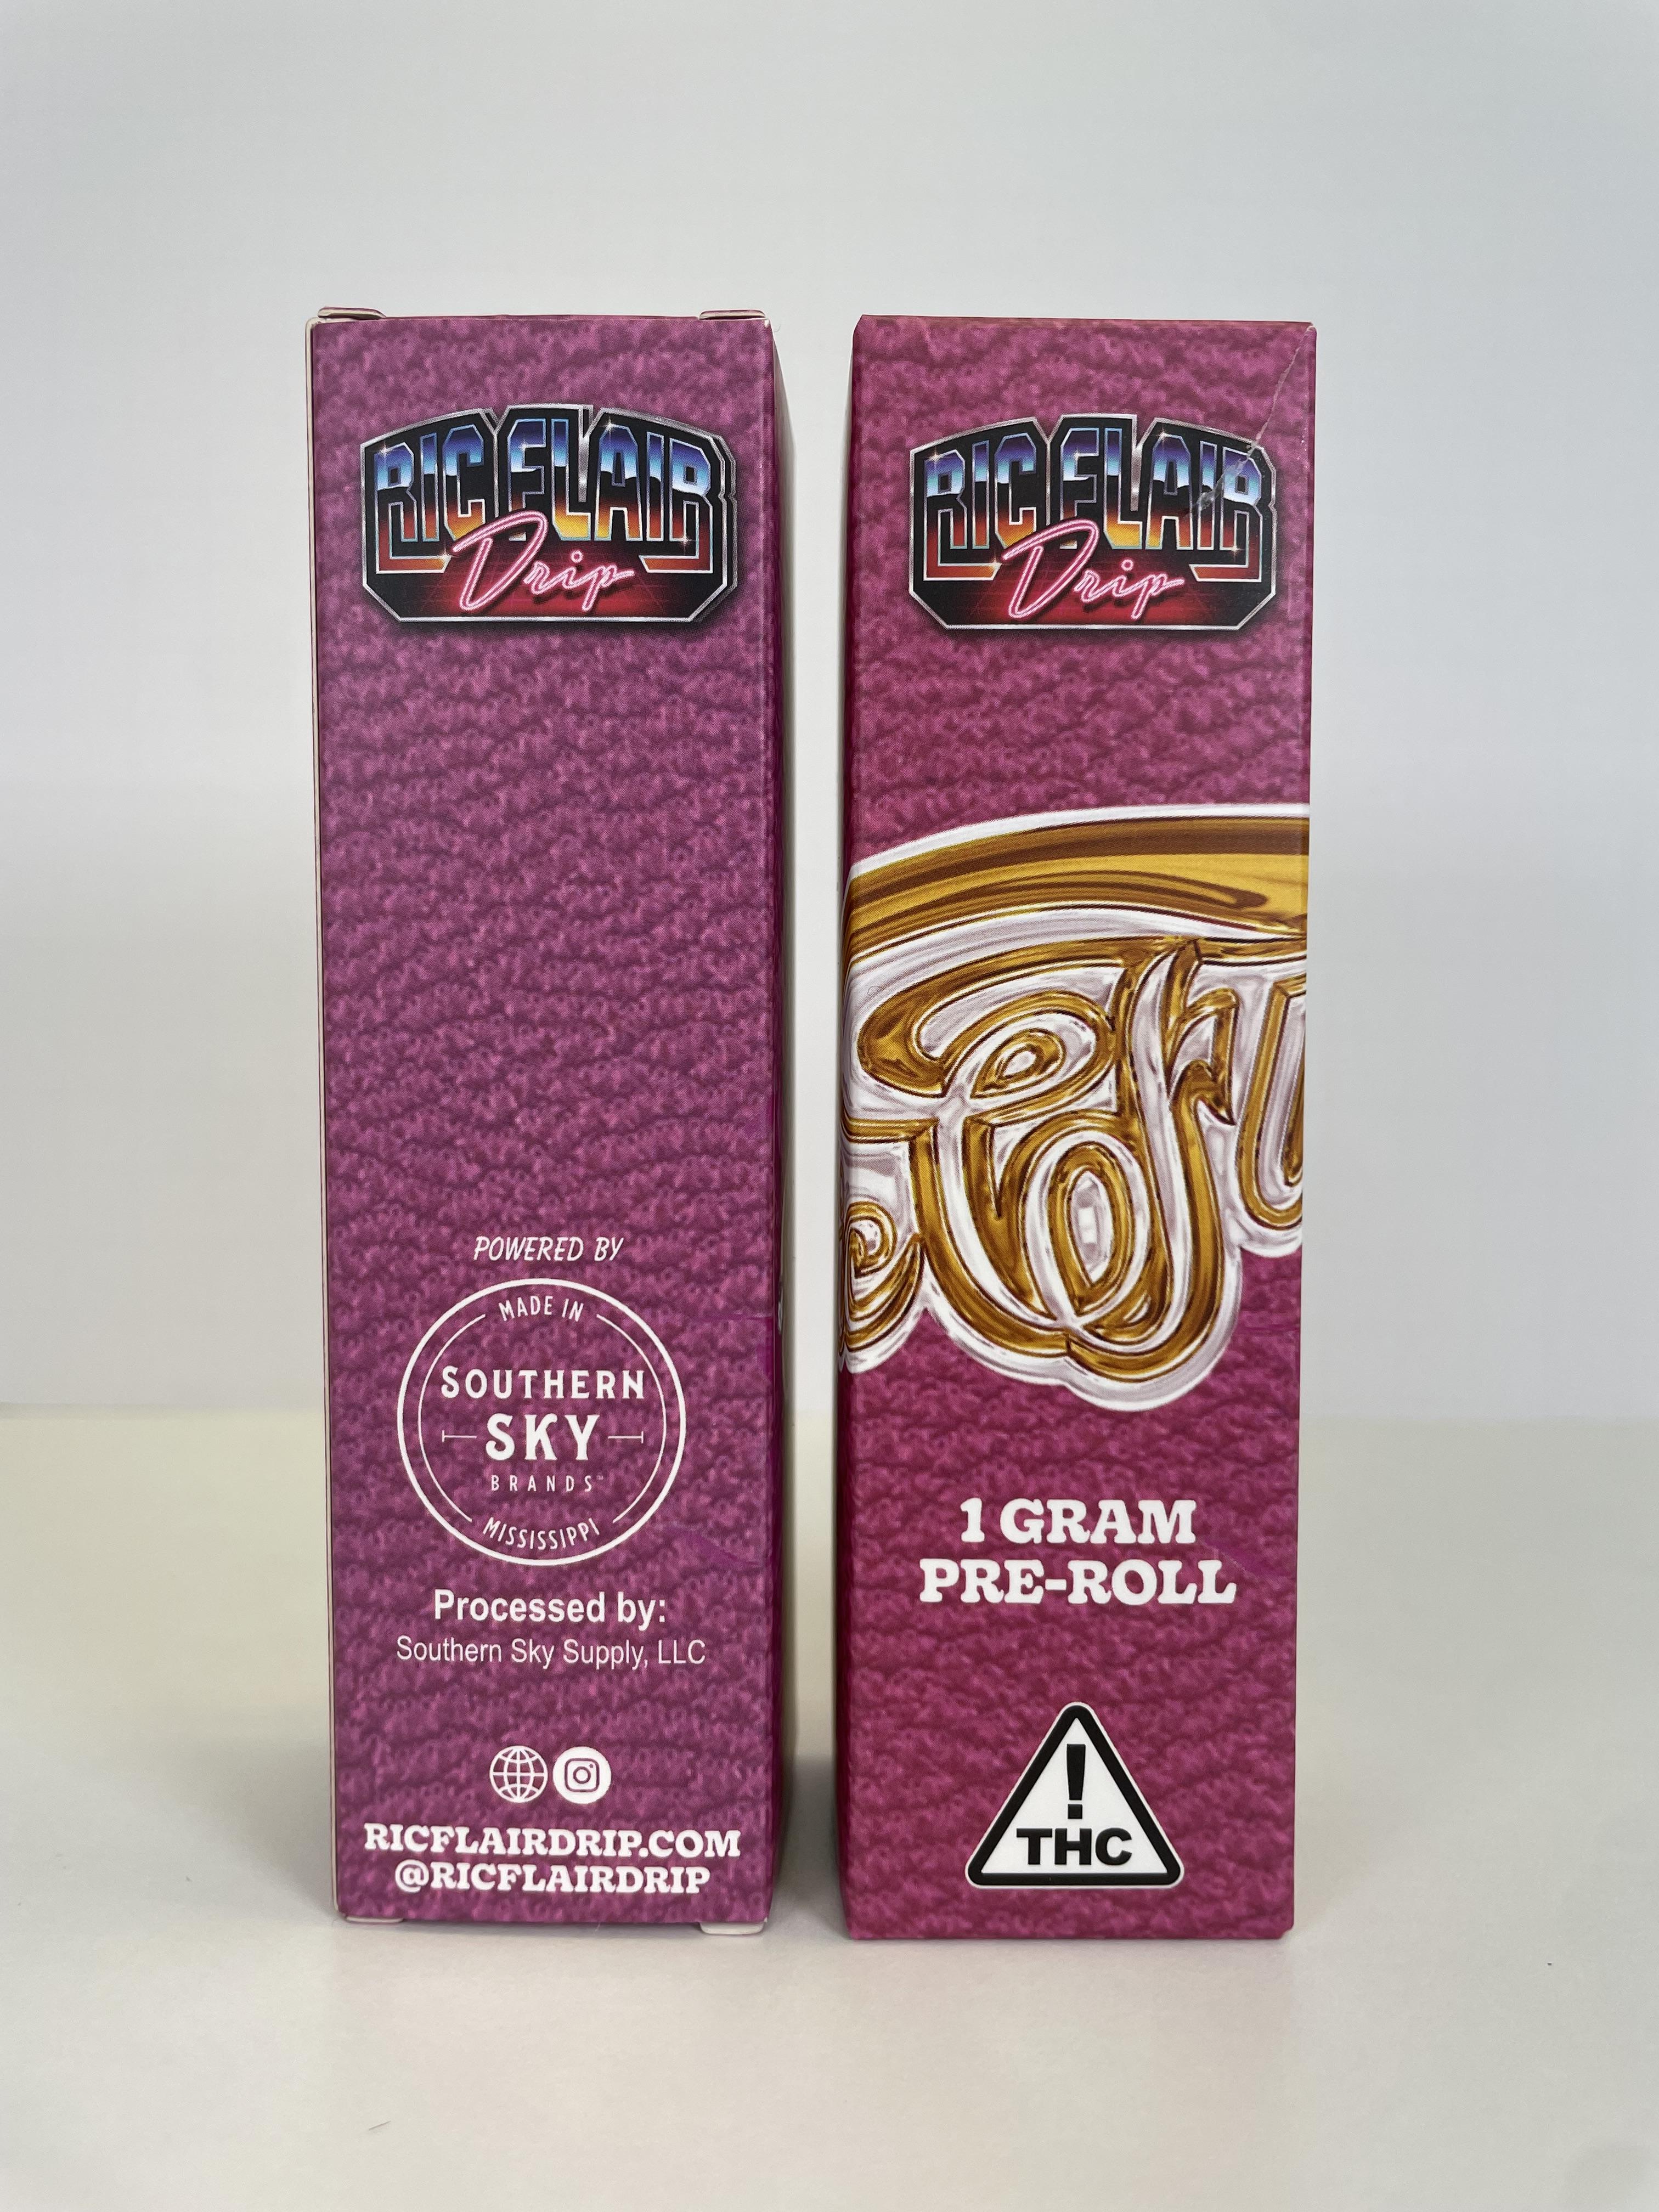 RIC FLAIR
Drip
POWERED BY
MADE IN
SOUTHERN
SKY
BRANDS™
MISSISSIPPI
Processed by:
Southern Sky Supply, LLC
RICFLAIRDRIP.COM
@RICFLAIRDRIP
RIC FLAIR
Drip
1 GRAM
PRE-ROLL
!
THC